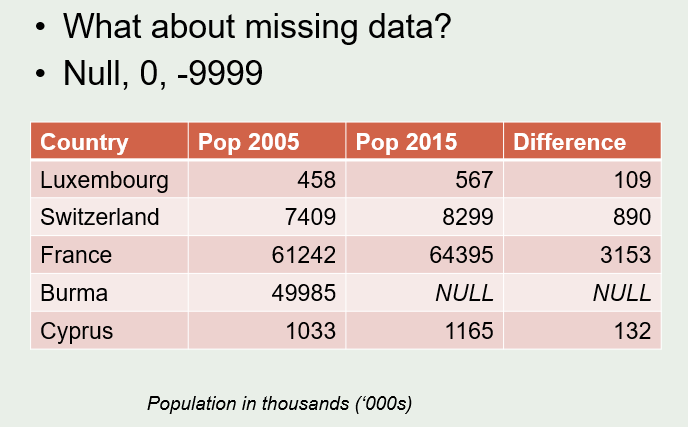 • What about missing data?
• Null, 0, -9999
Country Pop 2005 Pop 2015 Difference
Luxembourg 458 567 109
Switzerland 7409 8299 890
France 61242 64395 3153
Burma 49985 NULL NULL
Cyprus 1033 1165 132
Population in thousands (‘000s)